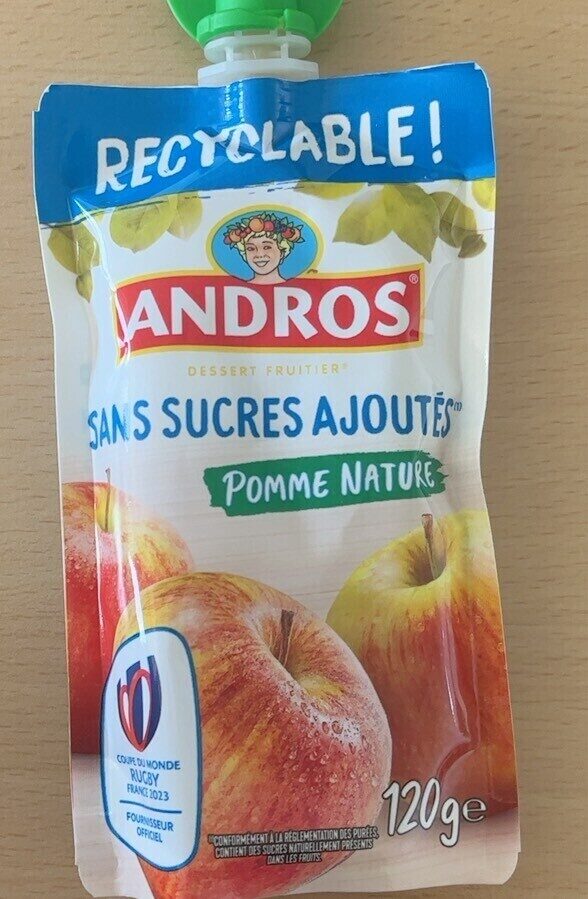 RECYCLABLE !
ANDROS®
DESSERT FRUITIER*
SANS SUCRES AJOUTÉS(1)
POMME NATURE
COUPE DU MONDE
RUGBY
FRANCE 2023
FOURNISSEUR
OFFICIEL
120g e
(1)CONFORMÉMENT À LA RÉGLEMENTATION DES PURÉES.
CONTIENT DES SUCRES NATURELLEMENT PRÉSENTS
DANS LES FRUITS.